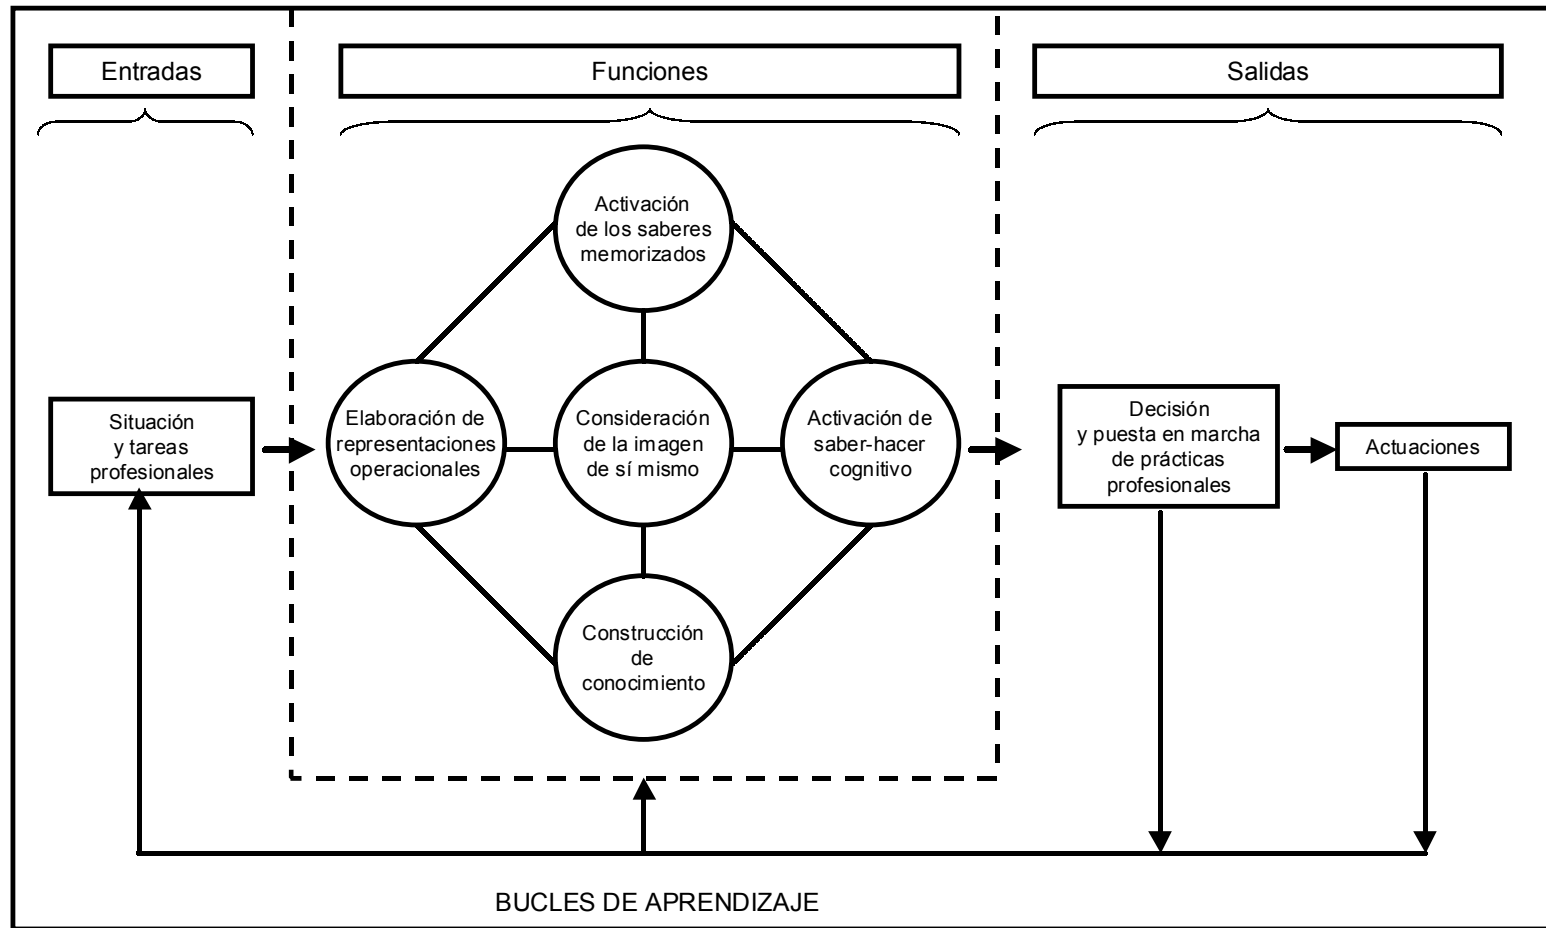 Entradas
Funciones
Salidas
Activación
de los saberes
memorizados
Situación
y tareas
profesionales
Elaboración de
representaciones
operacionales
Consideración
de la imagen
de sí mismo
Activación de
saber-hacer
cognitivo
Decisión
y puesta en marcha
de prácticas
profesionales
Actuaciones
Construcción
de
conocimiento
BUCLES DE APRENDIZAJE